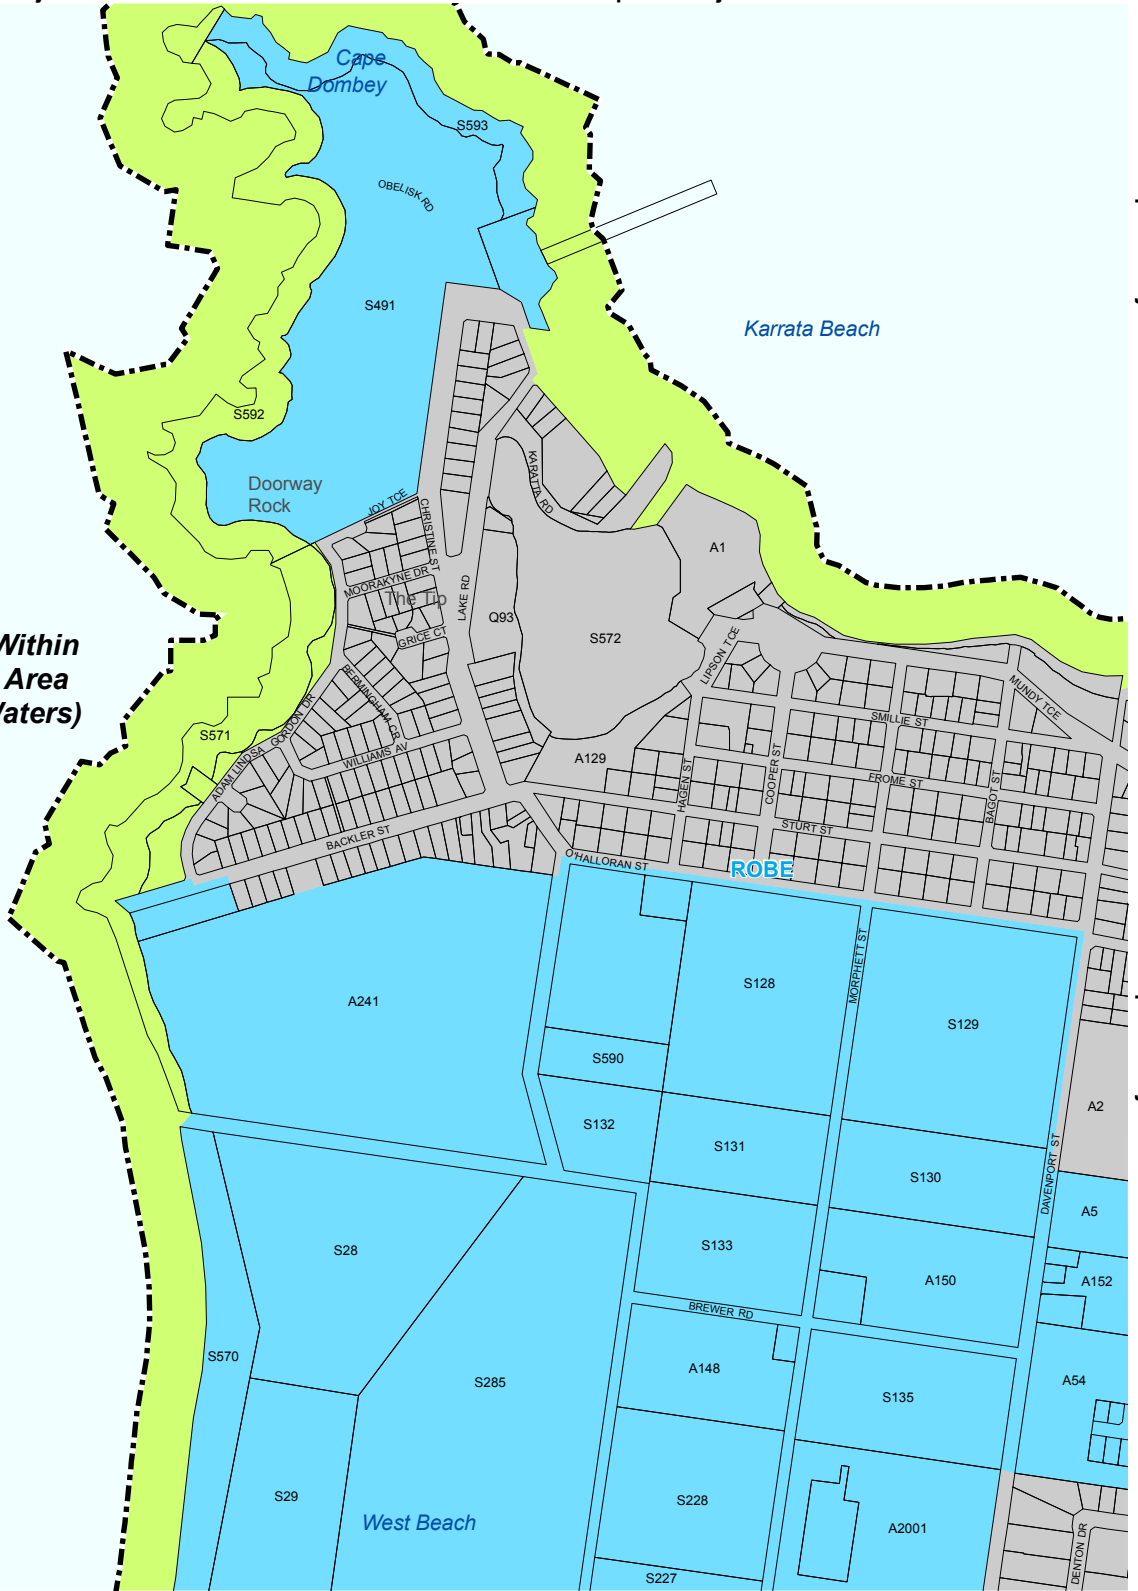 Cape
Dombey
S593
OBELISK RD
S491
Karrata Beach
S592
Doorway
Rock
JOY TCE
CHRISTINE ST
KARATTA RD
A1
MOORAKYNE DR
The Tip
LAKE RD
Q93
S572
GRICE CT
LIPSON TCE
Within
Area
Waters)
BERMINGHAM CR
MUNDY TCE
S571
ADAM LINDSA GORDON DR
SMILLIE ST
WILLIAMS AV
A129
HAGEN ST
COOPER ST
FROME ST
BAGOT ST
BACKLER ST
STURT ST
O'HALLORAN ST
ROBE
A241
S128
MORPHETT ST
S129
S590
A2
S132
S131
S130
DAVENPORT ST
A5
S28
S133
A150
A152
BREWER RD
S570
S285
A148
S135
A54
S29
West Beach
S228
A2001
DENTON DR
S227